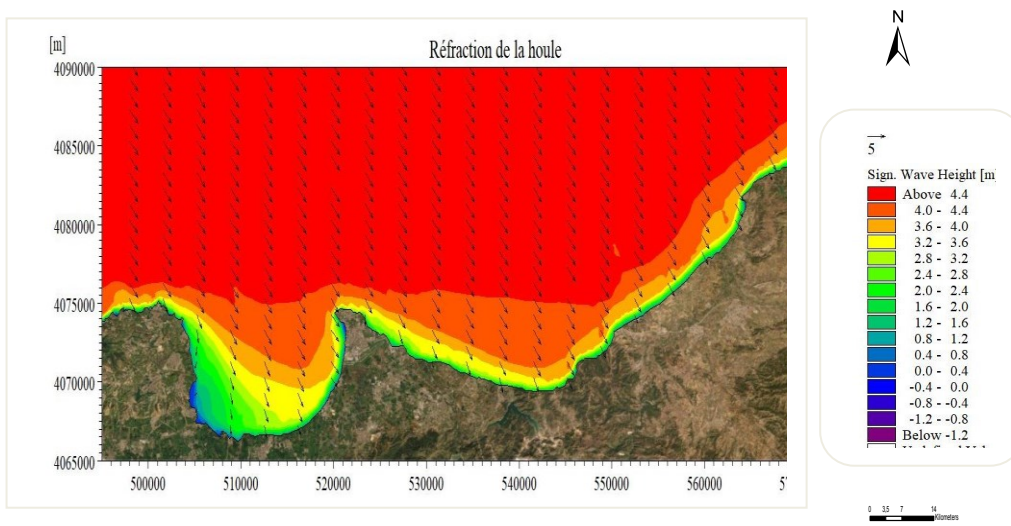 Réfraction de la houle
[m]
4090000
4085000
4080000
4075000
4070000
4065000
500000 510000 520000 530000 540000 550000 560000
N
5
Sign. Wave Height [m]
Above 4.4
4.0 - 4.4
3.6 - 4.0
3.2 - 3.6
2.8 - 3.2
2.4 - 2.8
2.0 - 2.4
1.6 - 2.0
1.2 - 1.6
0.8 - 1.2
0.4 - 0.8
0.0 - 0.4
-0.4 - 0.0
-0.8 - -0.4
-1.2 - -0.8
Below -1.2
0 3,5 7 14
Kilometers